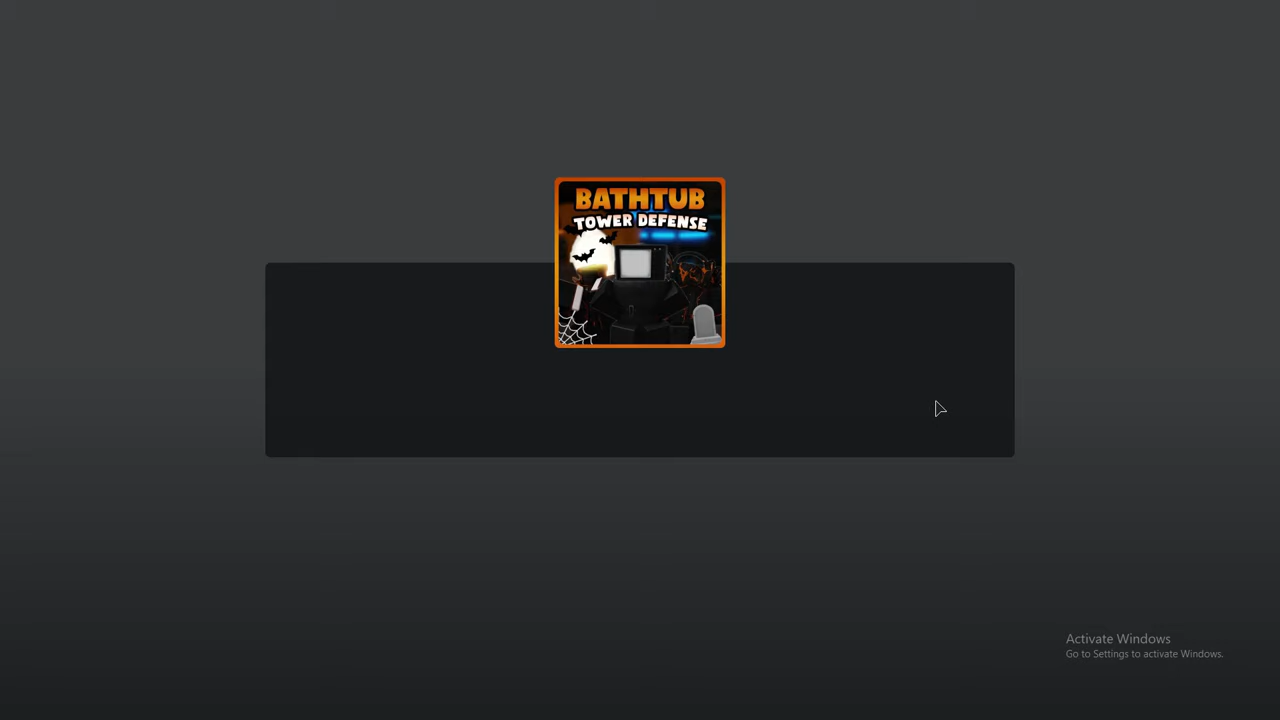 BATHTUB
TOWER DEFENSE
Activate Windows
Go to Settings to activate Windows.